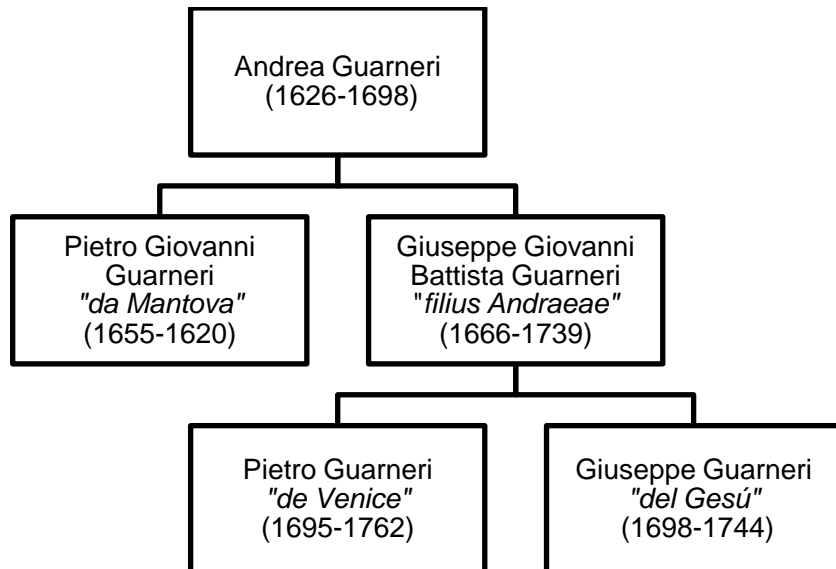 Andrea Guarneri
(1626-1698)
Pietro Giovanni
Guarneri
"da Mantova"
(1655-1620)
Giuseppe Giovanni
Battista Guarneri
"filius Andraeae"
(1666-1739)
Pietro Guarneri
"de Venice"
(1695-1762)
Giuseppe Guarneri
"del Gesú"
(1698-1744)